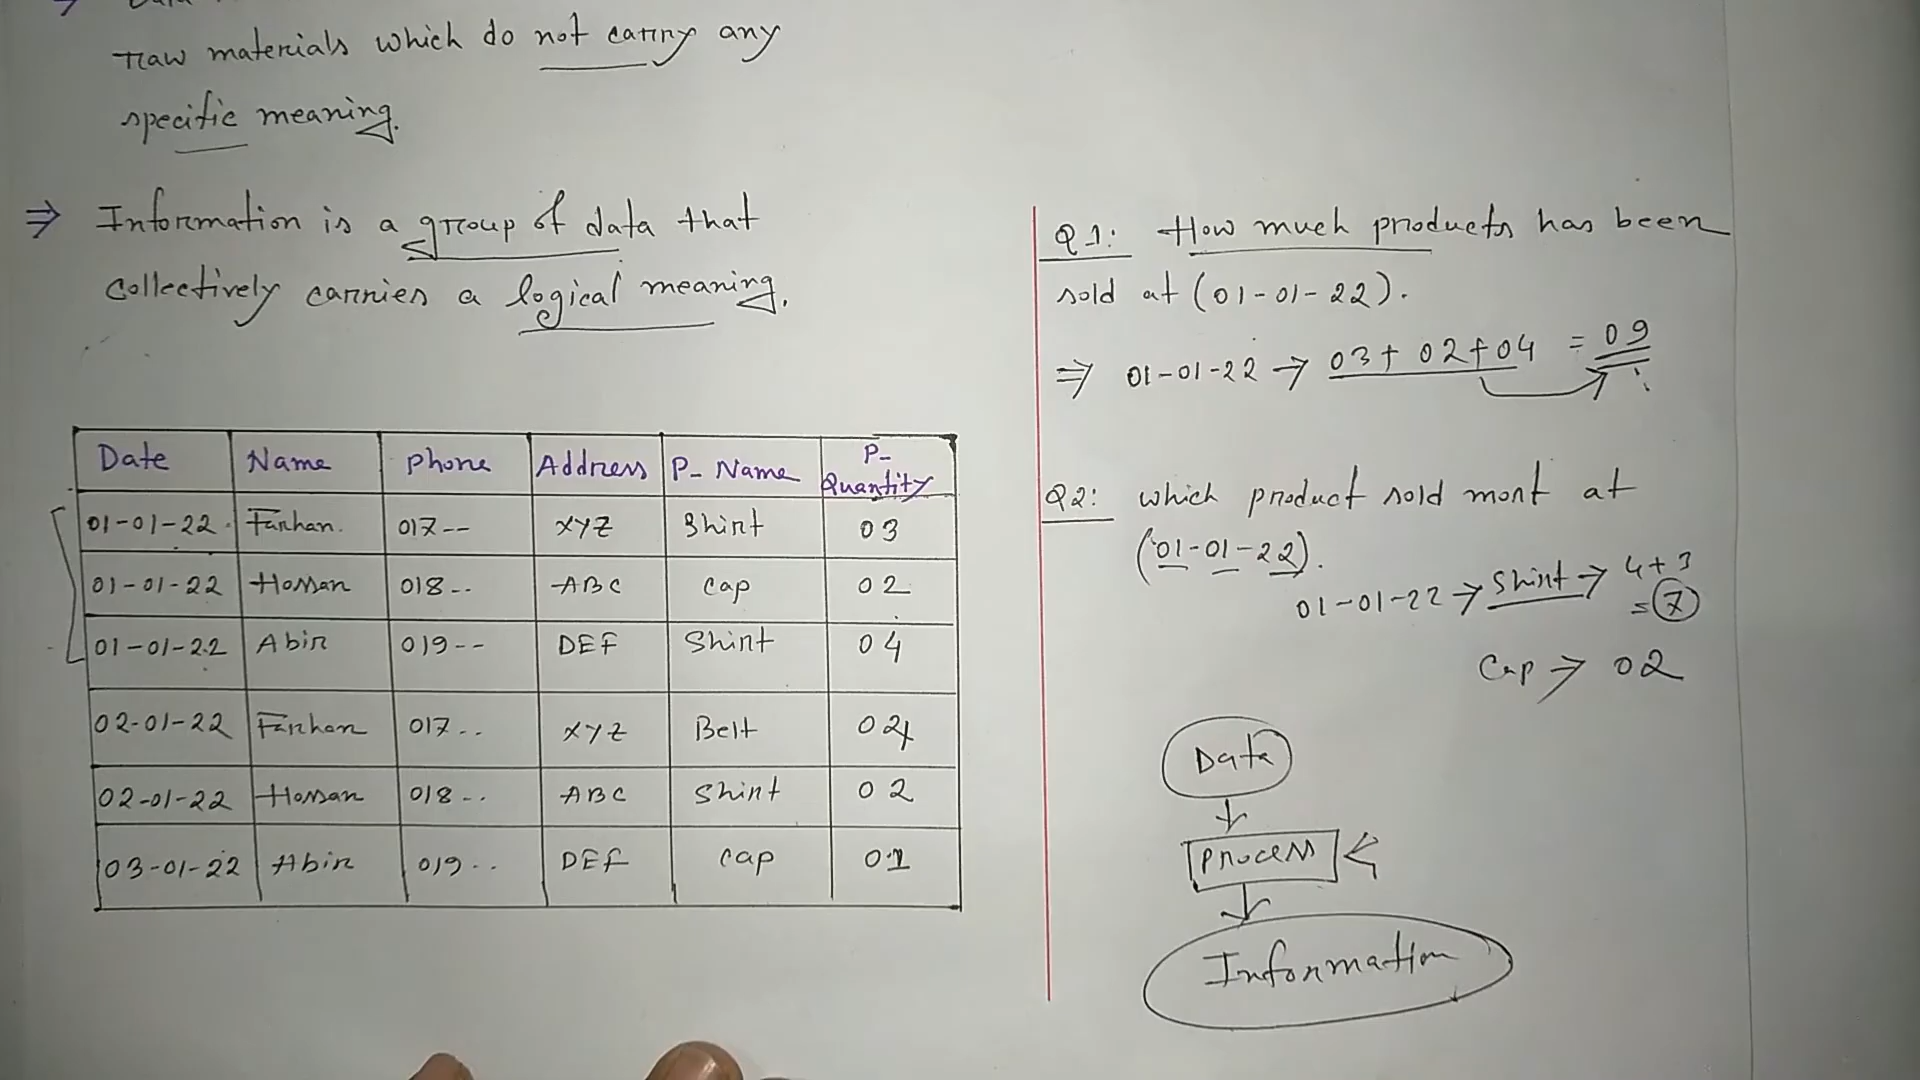 raw materials which do not carry any
specific meaning.
⇒ Information is a group of data that
collectively carries a logical meaning.
Date Name Phone Address P- Name P- Quantity
01-01-22 Farhan. 017-- XYZ Shirt 03
01-01-22 Hossan 018.. ABC Cap 02
01-01-22 Abir 019-- DEF Shirt 04
02-01-22 Farhan 017.. XYZ Belt 04
02-01-22 Hossan 018.. ABC Shirt 02
03-01-22 Abir 019.. DEF Cap 01
Q1: How much products has been
sold at (01-01-22).
⇒ 01-01-22 → 03+ 02+04 = 09
Q2: which product sold most at
(01-01-22).
01-01-22 → Shirt → 4+3
= 7
Cap → 02
Data
Process
Information